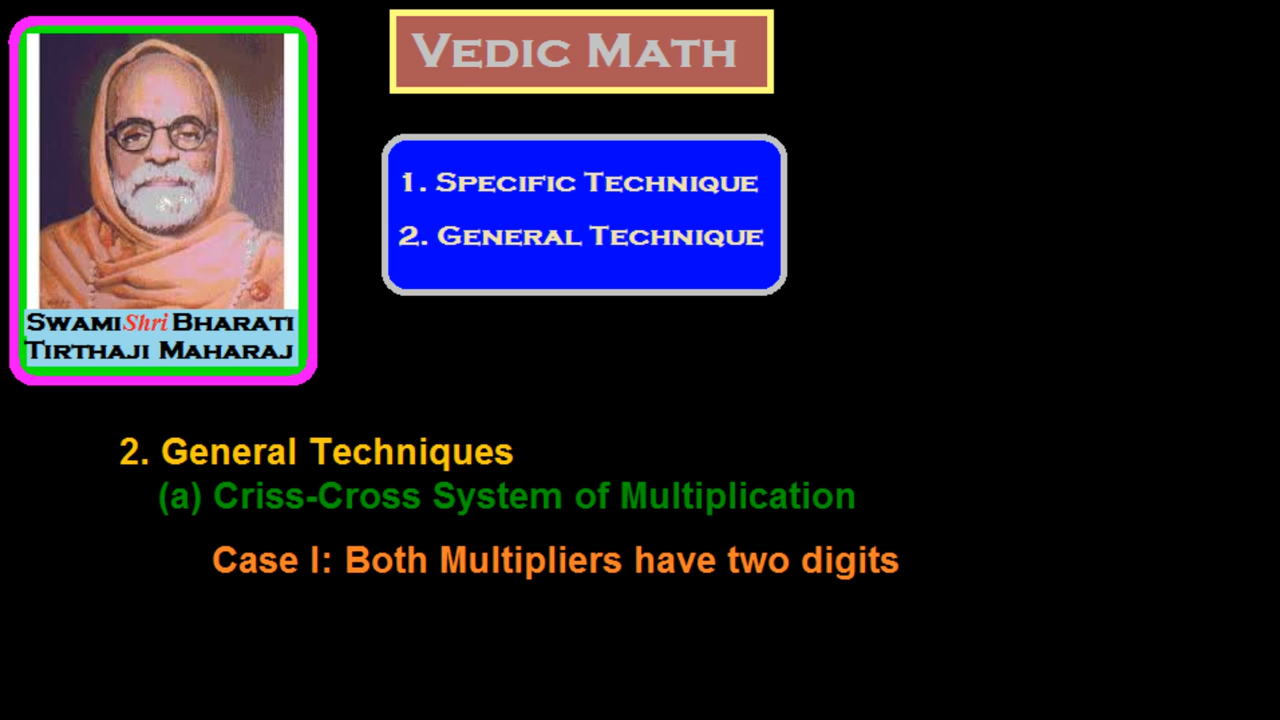 Vedic Math
1. Specific Technique
2. General Technique
Swami Shri Bharati
Tirthaji Maharaj
2. General Techniques
(a) Criss-Cross System of Multiplication
Case I: Both Multipliers have two digits